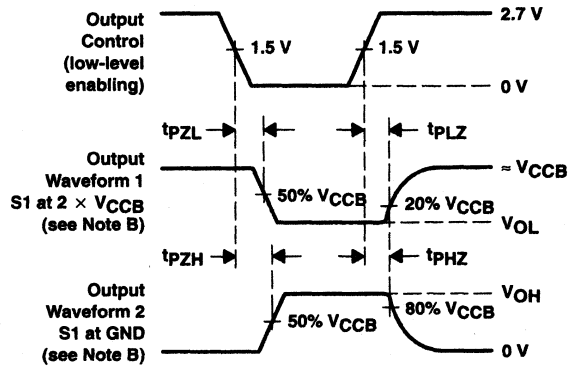 Output
Control
(low-level
enabling)
2.7 V
1.5 V
1.5 V
0 V
tPZL
tPLZ
Output
Waveform 1
S1 at 2 × VCCB
(see Note B)
≈ VCCB
50% VCCB
20% VCCB
VOL
tPZH
tPHZ
Output
Waveform 2
S1 at GND
(see Note B)
VOH
50% VCCB
80% VCCB
0 V